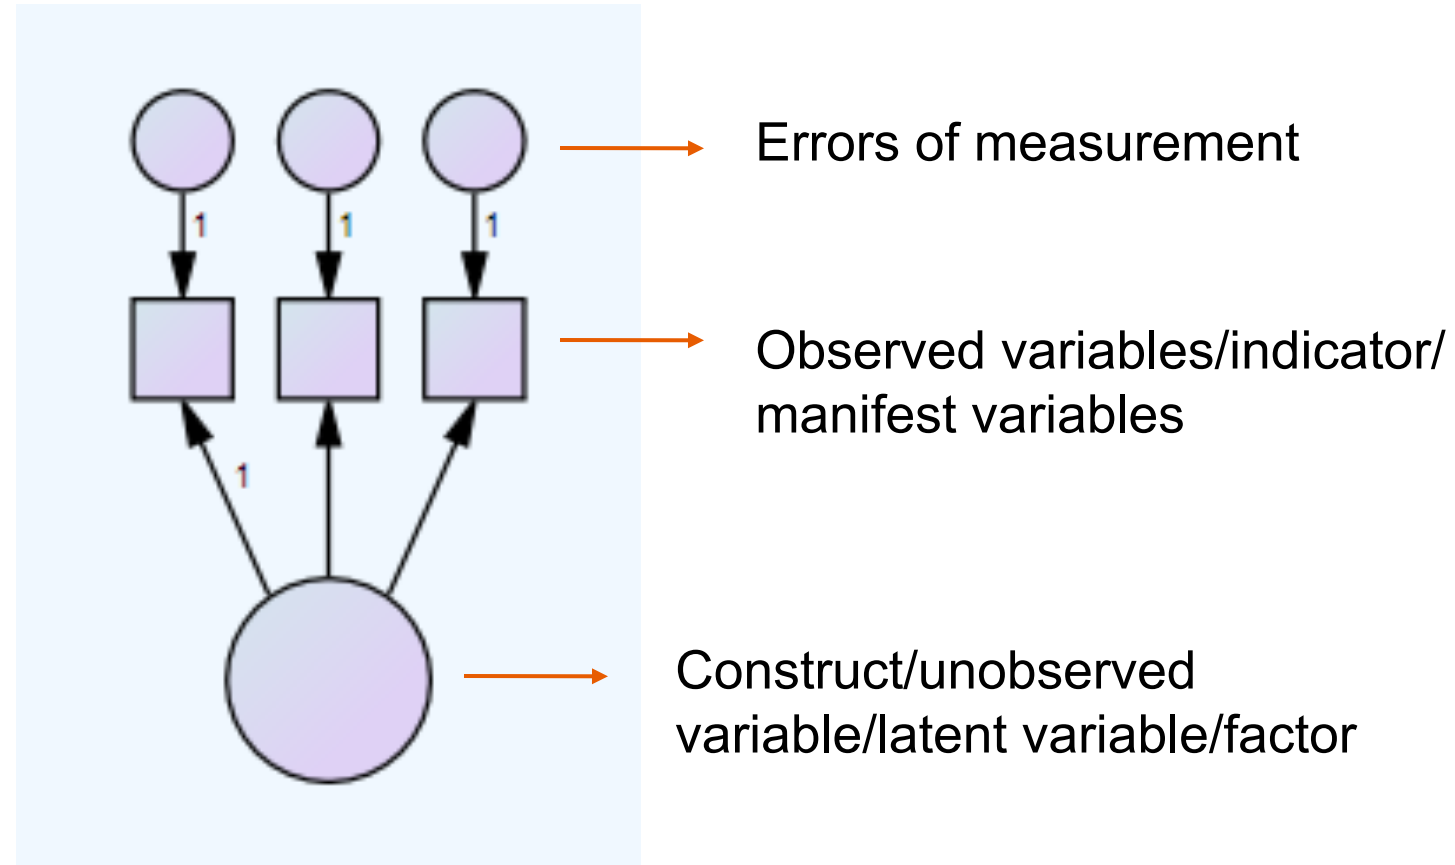 1 1 1
Errors of measurement
Observed variables/indicator/
manifest variables
1
Construct/unobserved
variable/latent variable/factor